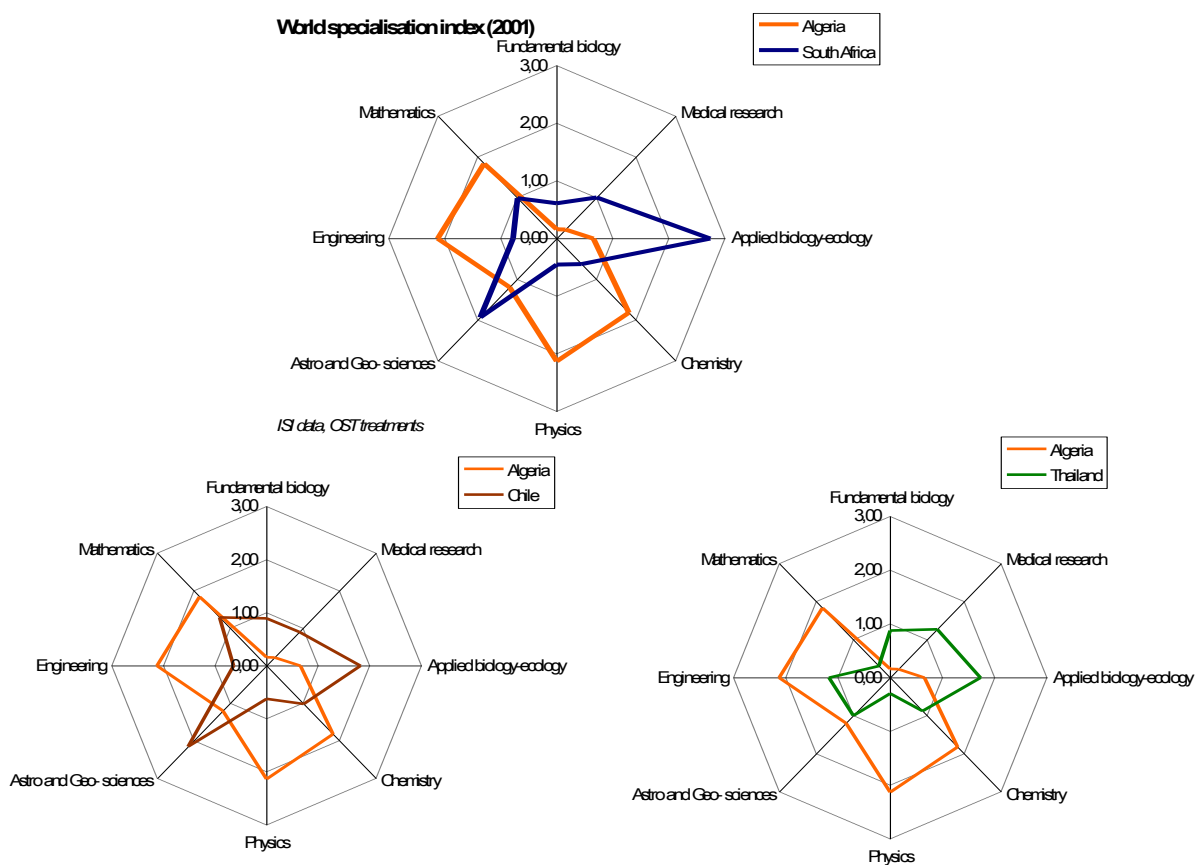 World specialisation index (2001)
Algeria
South Africa
Fundamental biology
3,00
Mathematics
Medical research
2,00
1,00
Engineering
0,00
Applied biology-ecology
Astro and Geo- sciences
Chemistry
ISI data, OST treatments
Physics
Algeria
Chile
Fundamental biology
3,00
Mathematics
Medical research
2,00
1,00
Engineering
0,00
Applied biology-ecology
Astro and Geo- sciences
Chemistry
Physics
Algeria
Thailand
Fundamental biology
3,00
Mathematics
Medical research
2,00
1,00
Engineering
0,00
Applied biology-ecology
Astro and Geo- sciences
Chemistry
Physics